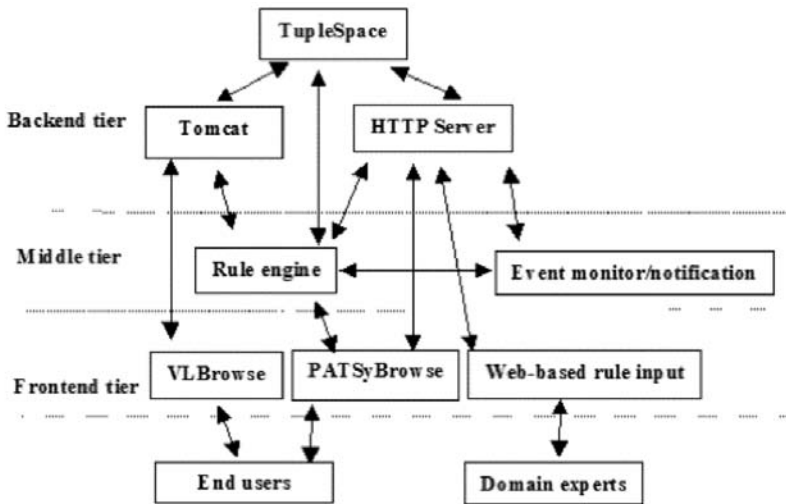 TupleSpace
Backend tier
Tomcat
HTTP Server
Middle tier
Rule engine
Event monitor/notification
Frontend tier
VLBrowse
PATSyBrowse
Web-based rule input
End users
Domain experts